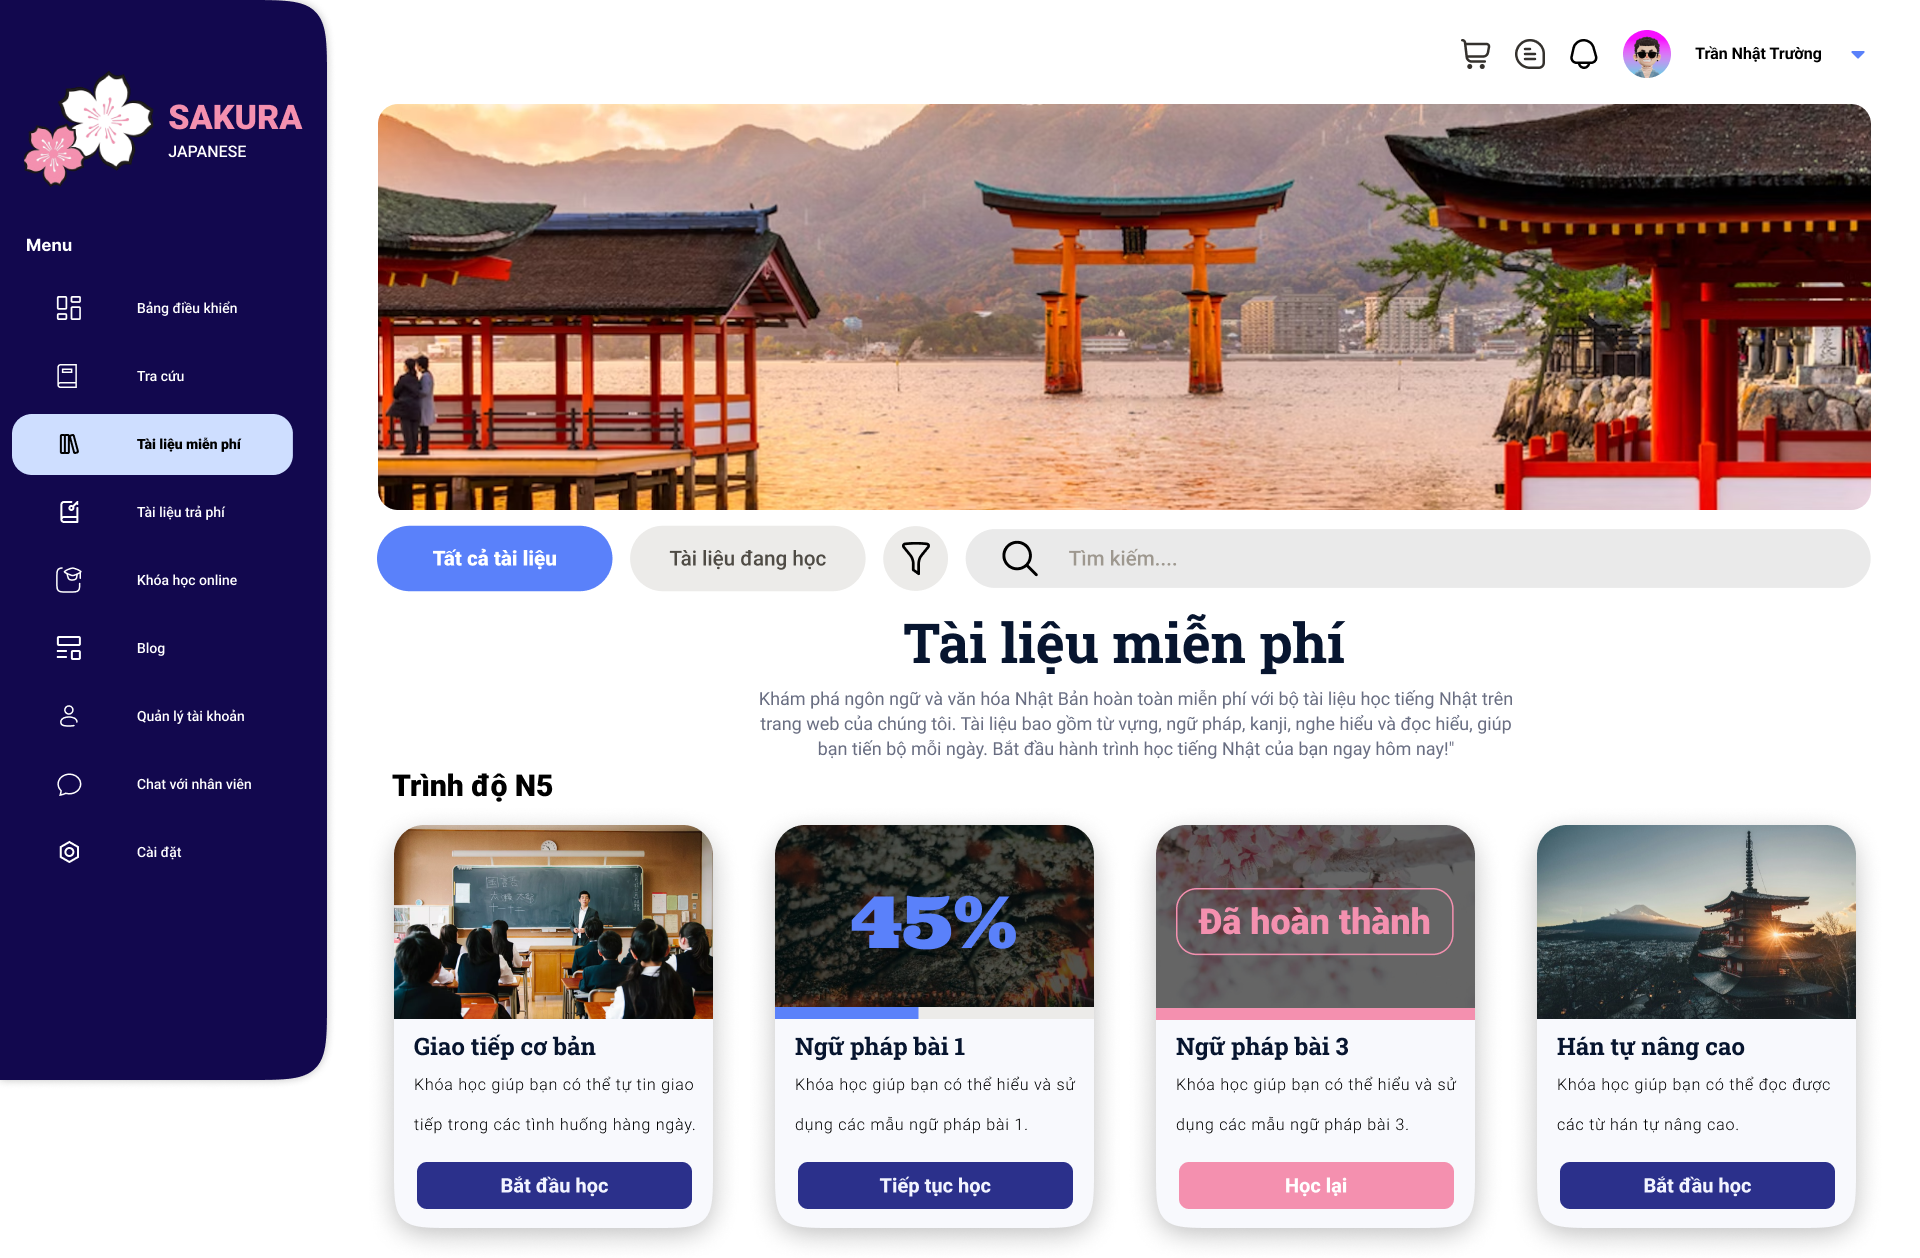 SAKURA
JAPANESE
Menu
Bảng điều khiển
Tra cứu
Tài liệu miễn phí
Tài liệu trả phí
Khóa học online
Blog
Quản lý tài khoản
Chat với nhân viên
Cài đặt
Trần Nhật Trường
Tất cả tài liệu
Tài liệu đang học
Tìm kiếm....
Tài liệu miễn phí
Khám phá ngôn ngữ và văn hóa Nhật Bản hoàn toàn miễn phí với bộ tài liệu học tiếng Nhật trên
trang web của chúng tôi. Tài liệu bao gồm từ vựng, ngữ pháp, kanji, nghe hiểu và đọc hiểu, giúp
bạn tiến bộ mỗi ngày. Bắt đầu hành trình học tiếng Nhật của bạn ngay hôm nay!"
Trình độ N5
Giao tiếp cơ bản
Khóa học giúp bạn có thể tự tin giao
tiếp trong các tình huống hàng ngày.
Bắt đầu học
45%
Ngữ pháp bài 1
Khóa học giúp bạn có thể hiểu và sử
dụng các mẫu ngữ pháp bài 1.
Tiếp tục học
Đã hoàn thành
Ngữ pháp bài 3
Khóa học giúp bạn có thể hiểu và sử
dụng các mẫu ngữ pháp bài 3.
Học lại
Hán tự nâng cao
Khóa học giúp bạn có thể đọc được
các từ hán tự nâng cao.
Bắt đầu học